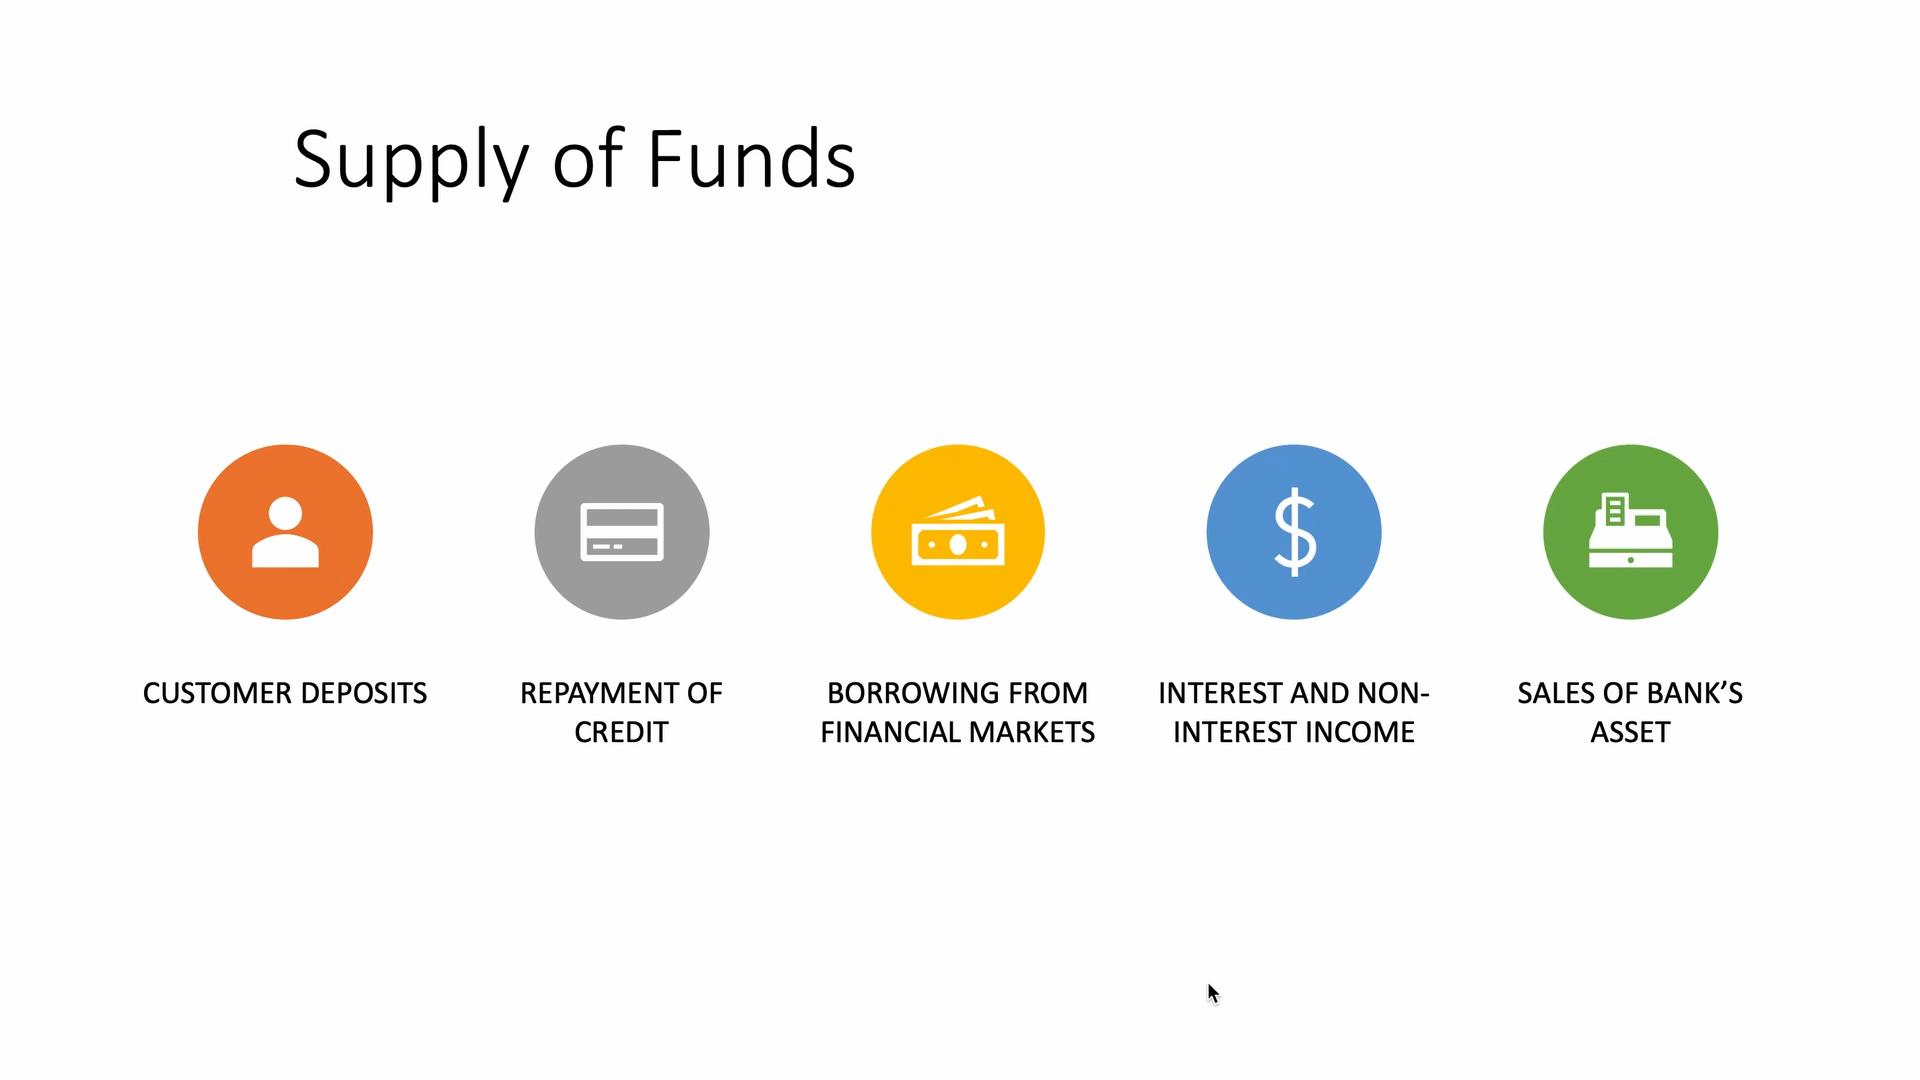 Supply of Funds
CUSTOMER DEPOSITS
REPAYMENT OF
CREDIT
BORROWING FROM
FINANCIAL MARKETS
INTEREST AND NON-
INTEREST INCOME
SALES OF BANK’S
ASSET